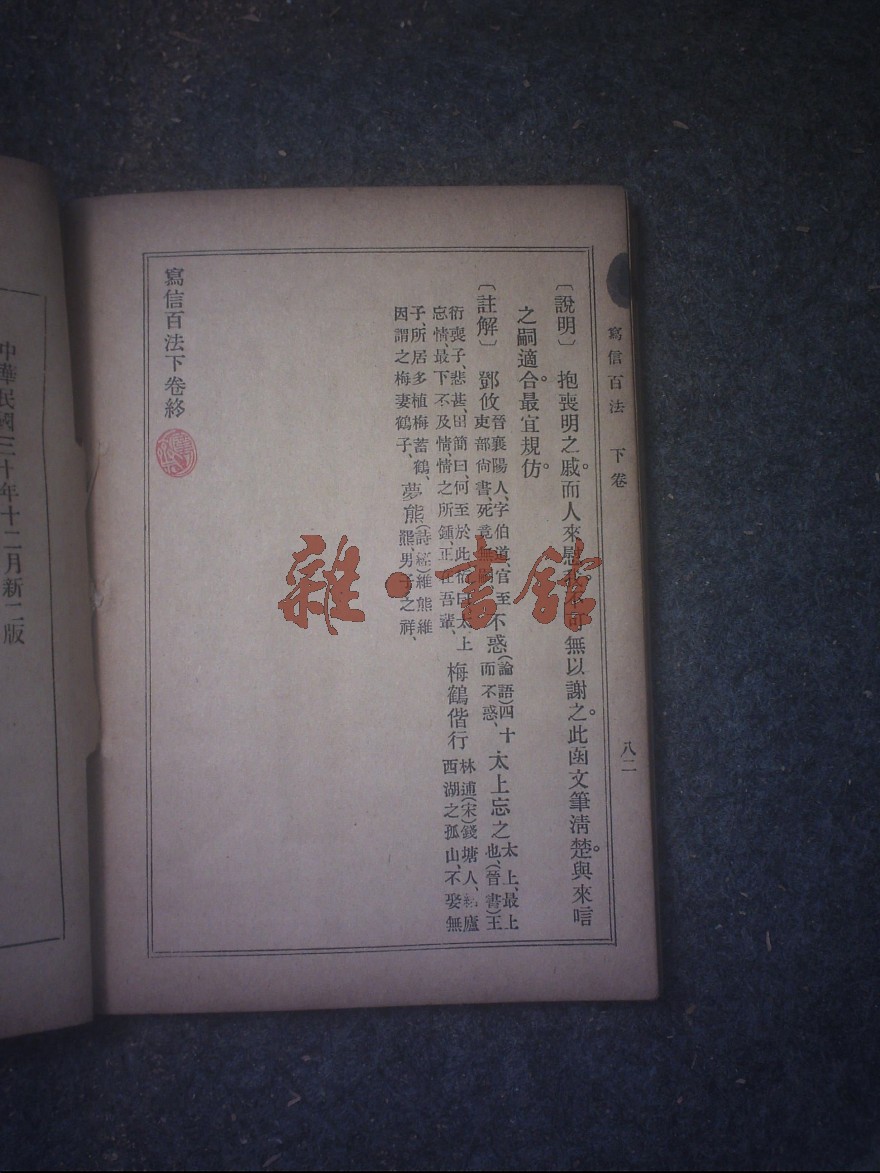 寫信百法 下卷 八二
〔說明〕 抱喪明之戚。而人來慰 可無以謝之。此函文筆清楚。與來唁
之嗣適合。最宜規仿。
〔註解〕 鄧攸 晉襄陽人、字伯道、官至 部尚書、死竟無嗣 不惑 (論語)四十而不惑、 太上忘之 太上、最上也、(晉書)王
衍喪子、悲甚、 簡曰、何至於此 衍曰 太上忘情、最下不及情、情之所鍾、正在吾輩、 梅鶴偕行 林逋(宋)錢塘人、 廬西湖之孤山、不娶無
子、所居多植梅蓄鶴、因謂之梅妻鶴子、 夢熊 (詩經)維熊維羆、男子之祥、
寫信百法下卷終
中華民國三十年十二月新二版
雜·書館